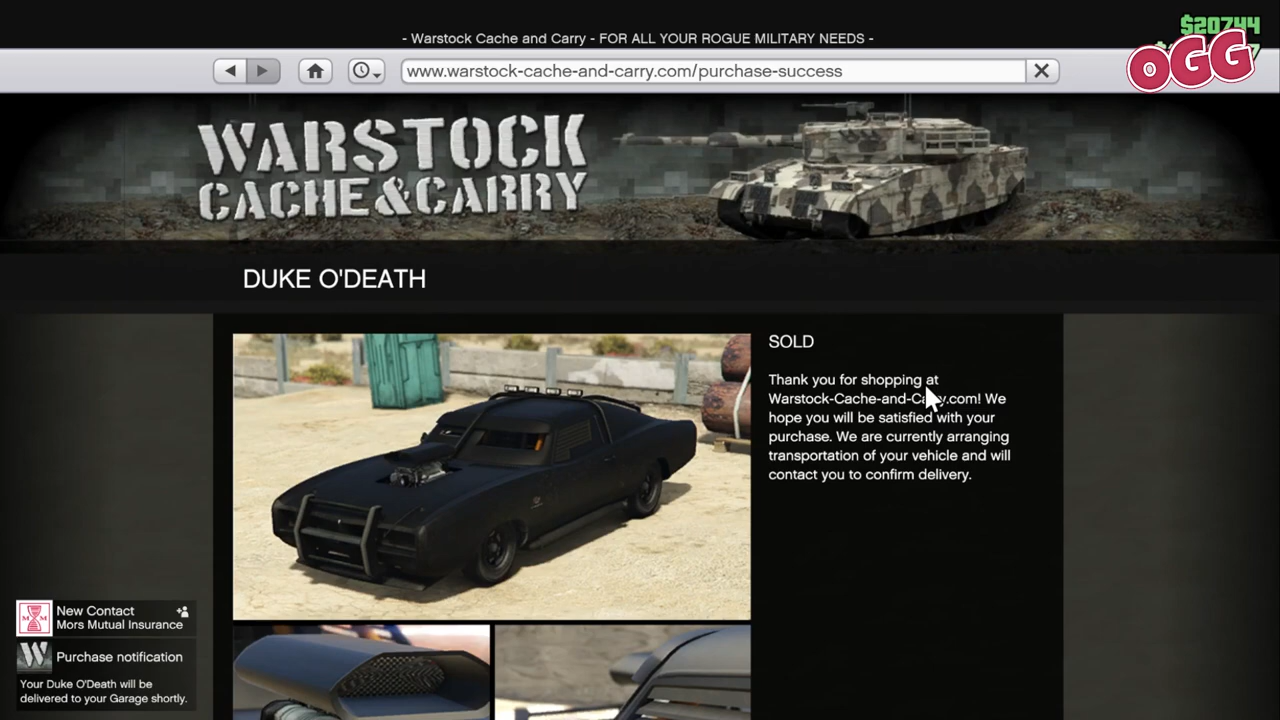 $20744
OGG
- Warstock Cache and Carry - FOR ALL YOUR ROGUE MILITARY NEEDS -
www.warstock-cache-and-carry.com/purchase-success
WARSTOCK
CACHE&CARRY
DUKE O'DEATH
SOLD
Thank you for shopping at
Warstock-Cache-and-Carry.com! We
hope you will be satisfied with your
purchase. We are currently arranging
transportation of your vehicle and will
contact you to confirm delivery.
New Contact
Mors Mutual Insurance
Purchase notification
Your Duke O'Death will be
delivered to your Garage shortly.